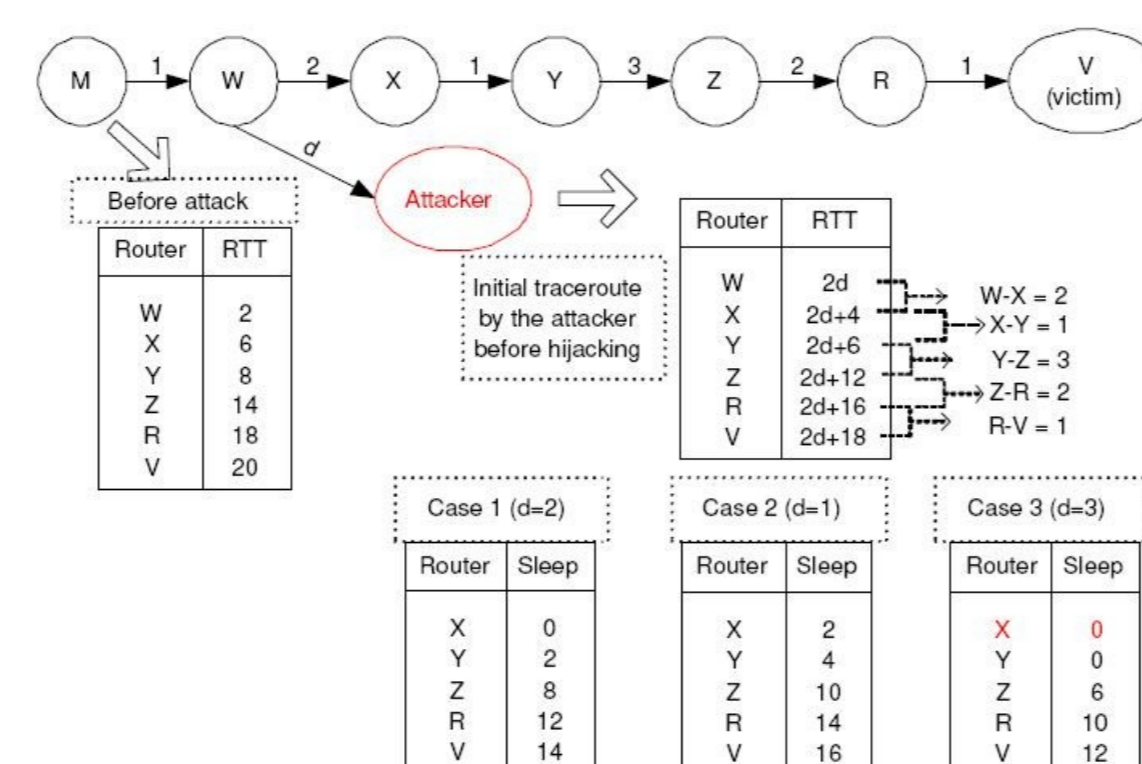 M 1 W 2 X 1 Y 3 Z 2 R 1 V
(victim)
d
Before attack
Attacker
Router RTT
W 2
X 6
Y 8
Z 14
R 18
V 20
Initial traceroute
by the attacker
before hijacking
Router RTT
W 2d
X 2d+4
Y 2d+6
Z 2d+12
R 2d+16
V 2d+18
W-X = 2
X-Y = 1
Y-Z = 3
Z-R = 2
R-V = 1
Case 1 (d=2)
Router Sleep
X 0
Y 2
Z 8
R 12
V 14
Case 2 (d=1)
Router Sleep
X 2
Y 4
Z 10
R 14
V 16
Case 3 (d=3)
Router Sleep
X 0
Y 0
Z 6
R 10
V 12